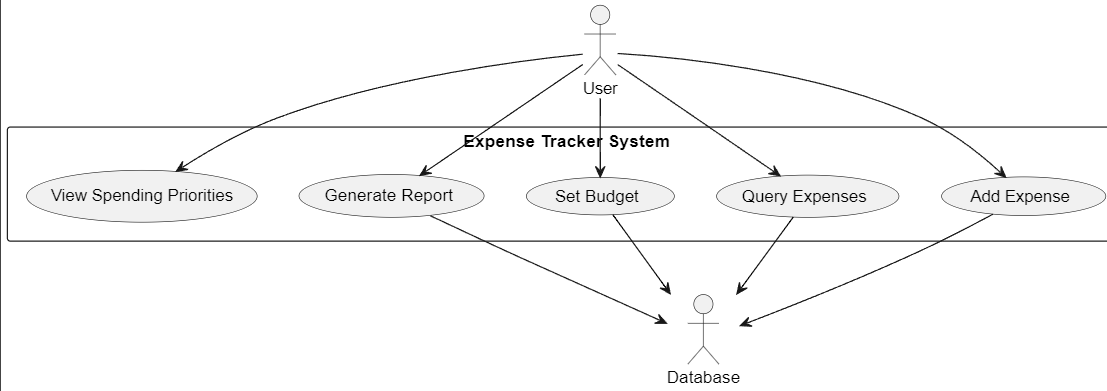 User
Expense Tracker System
View Spending Priorities
Generate Report
Set Budget
Query Expenses
Add Expense
Database